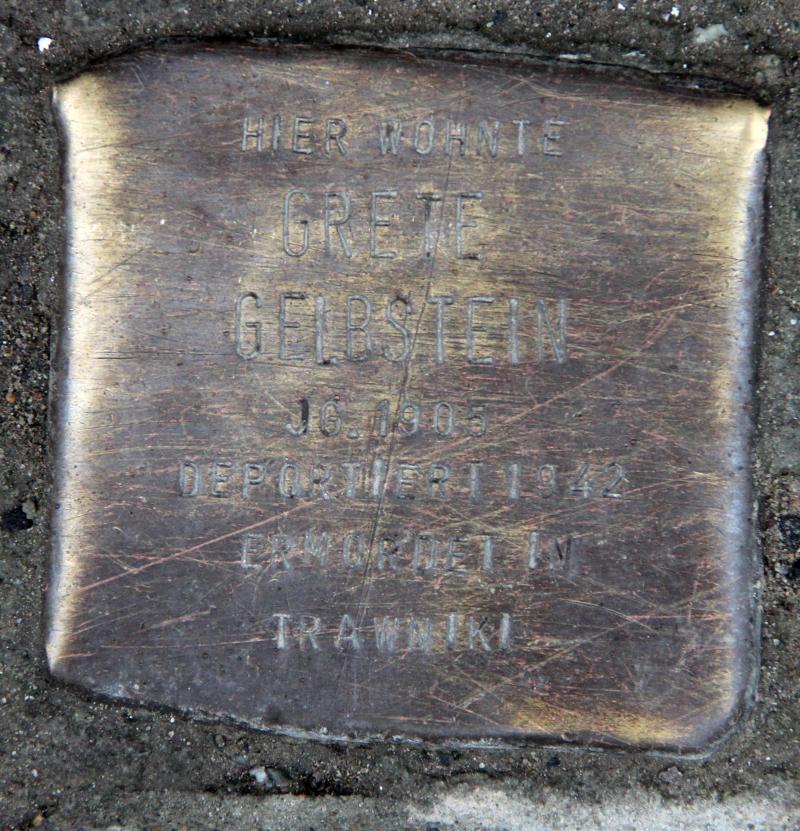 HIER WOHNTE
GRETE
GELBSTEIN
JG. 1905
DEPORTIERT 1942
ERMORDET IN
TRAWNIKI